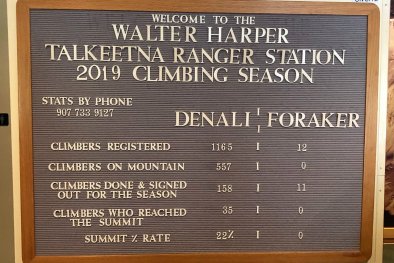 WELCOME TO THE
WALTER HARPER
TALKEETNA RANGER STATION
2019 CLIMBING SEASON
STATS BY PHONE
907 733 9127
DENALI FORAKER
CLIMBERS REGISTERED 1165 12
CLIMBERS ON MOUNTAIN 557 0
CLIMBERS DONE & SIGNED
OUT FOR THE SEASON 158 11
CLIMBERS WHO REACHED
THE SUMMIT 35 0
SUMMIT % RATE 22% 0